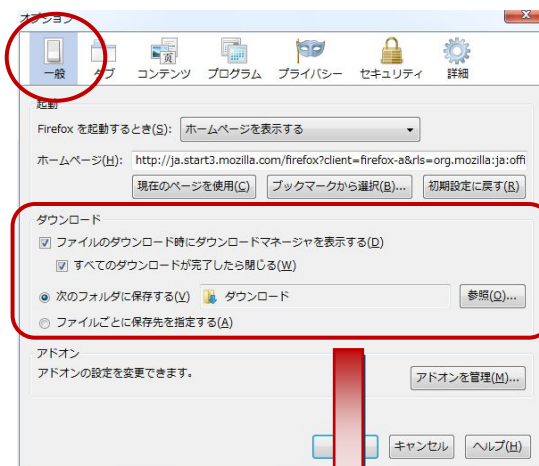 オプション
一般
タブ
コンテンツ
プログラム
プライバシー
セキュリティ
詳細
起動
Firefox を起動するとき(S): ホームページを表示する
ホームページ(H): http://ja.start3.mozilla.com/firefox?client=firefox-a&rls=org.mozilla:ja:offi
現在のページを使用(C) ブックマークから選択(B)... 初期設定に戻す(R)
ダウンロード
ファイルのダウンロード時にダウンロードマネージャを表示する(D)
すべてのダウンロードが完了したら閉じる(W)
次のフォルダに保存する(V) ダウンロード 参照(O)...
ファイルごとに保存先を指定する(A)
アドオン
アドオンの設定を変更できます。 アドオンを管理(M)...
キャンセル ヘルプ(H)